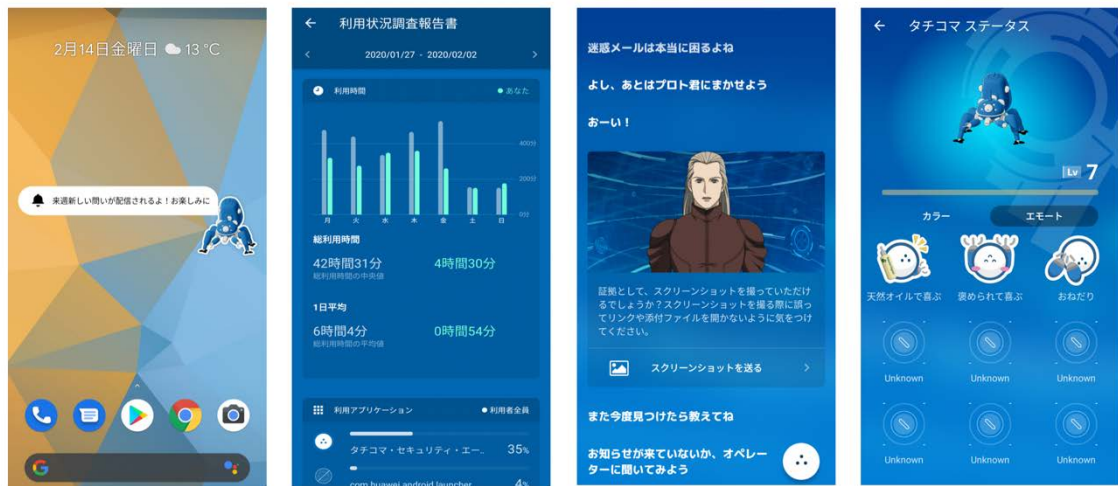 2月14日金曜日 13 °C
来週新しい問いが配信されるよ！お楽しみに
利用状況調査報告書
2020/01/27 - 2020/02/02
利用時間
あなた
400分
200分
0分
月 火 水 木 金 土 日
総利用時間
42時間31分 4時間30分
総利用時間の中央値
1日平均
6時間4分 0時間54分
総利用時間の平均値
利用アプリケーション
利用者全員
タチコマ・セキュリティ・エー.. 35%
com.huawei.android.launcher 4%
迷惑メールは本当に困るよね
よし、あとはプロト君にまかせよう
おーい！
証拠として、スクリーンショットを撮っていただけ
るでしょうか？スクリーンショットを撮る際に誤っ
てリンクや添付ファイルを開かないように気をつけ
てください。
スクリーンショットを送る
また今度見つけたら教えてね
お知らせが来ていないか、オペレー
ターに聞いてみよう
タチコマ ステータス
Lv 7
カラー エモート
天然オイルで喜ぶ 褒められて喜ぶ おねだり
Unknown Unknown Unknown
Unknown Unknown Unknown